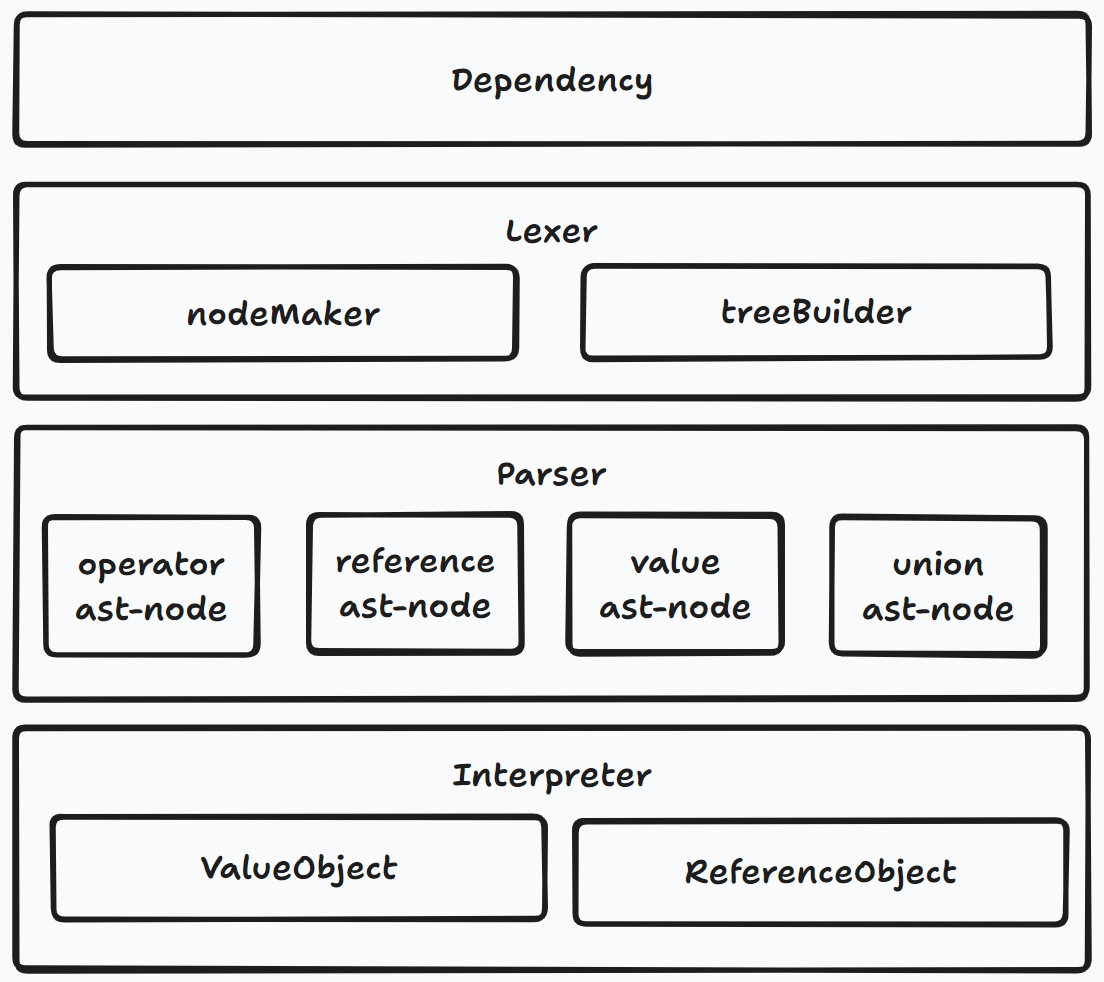 Dependency
Lexer
nodeMaker
treeBuilder
Parser
operator
ast-node
reference
ast-node
value
ast-node
union
ast-node
Interpreter
ValueObject
ReferenceObject